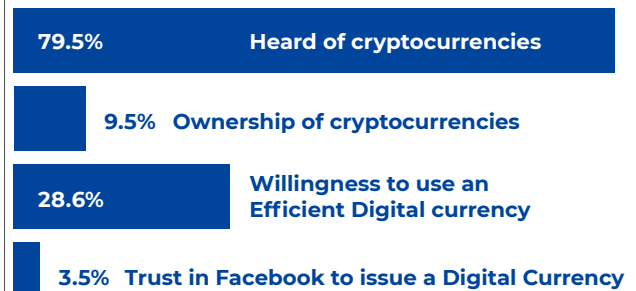 79.5% Heard of cryptocurrencies
9.5% Ownership of cryptocurrencies
28.6% Willingness to use an
Efficient Digital currency
3.5% Trust in Facebook to issue a Digital Currency